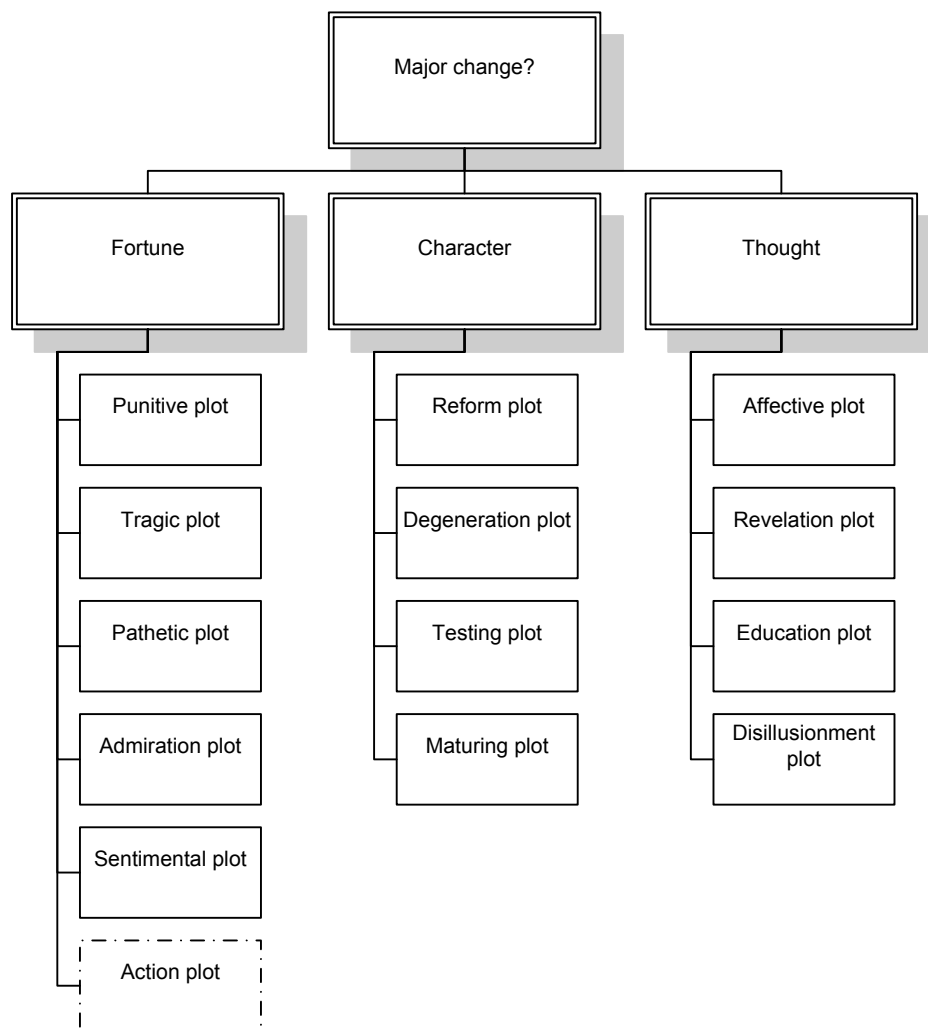 Major change?
Fortune
Character
Thought
Punitive plot
Reform plot
Affective plot
Tragic plot
Degeneration plot
Revelation plot
Pathetic plot
Testing plot
Education plot
Admiration plot
Maturing plot
Disillusionment
plot
Sentimental plot
Action plot